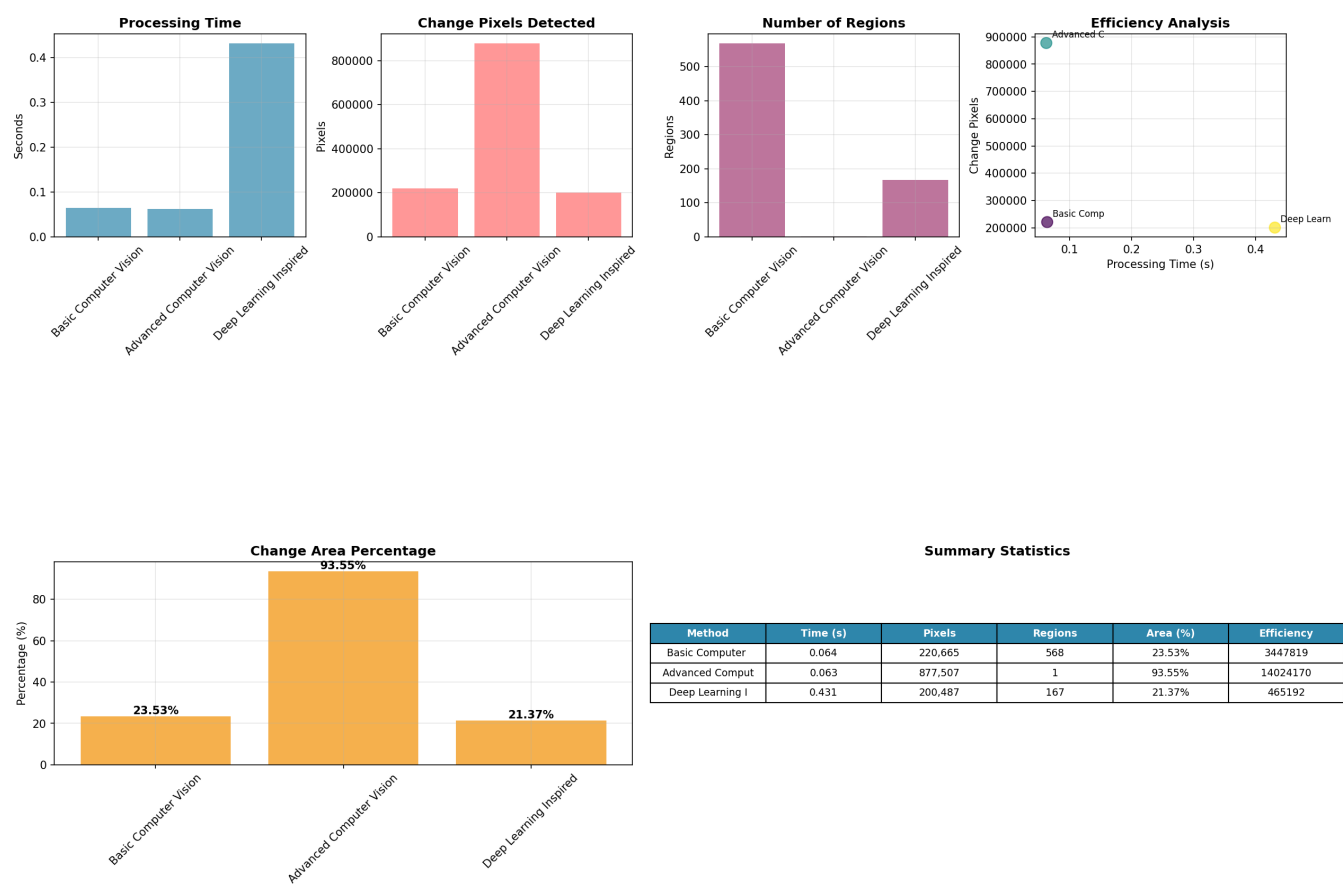 Processing Time
Seconds
0.4
0.3
0.2
0.1
0.0
Basic Computer Vision
Advanced Computer Vision
Deep Learning Inspired
Change Pixels Detected
Pixels
800000
600000
400000
200000
0
Basic Computer Vision
Advanced Computer Vision
Deep Learning Inspired
Number of Regions
Regions
500
400
300
200
100
0
Basic Computer Vision
Advanced Computer Vision
Deep Learning Inspired
Efficiency Analysis
Change Pixels
900000
800000
700000
600000
500000
400000
300000
200000
Advanced C
Basic Comp
Deep Learn
0.1 0.2 0.3 0.4
Processing Time (s)
Change Area Percentage
Percentage (%)
80
60
40
20
0
23.53%
93.55%
21.37%
Basic Computer Vision
Advanced Computer Vision
Deep Learning Inspired
Summary Statistics
Method Time (s) Pixels Regions Area (%) Efficiency
Basic Computer 0.064 220,665 568 23.53% 3447819
Advanced Comput 0.063 877,507 1 93.55% 14024170
Deep Learning I 0.431 200,487 167 21.37% 465192